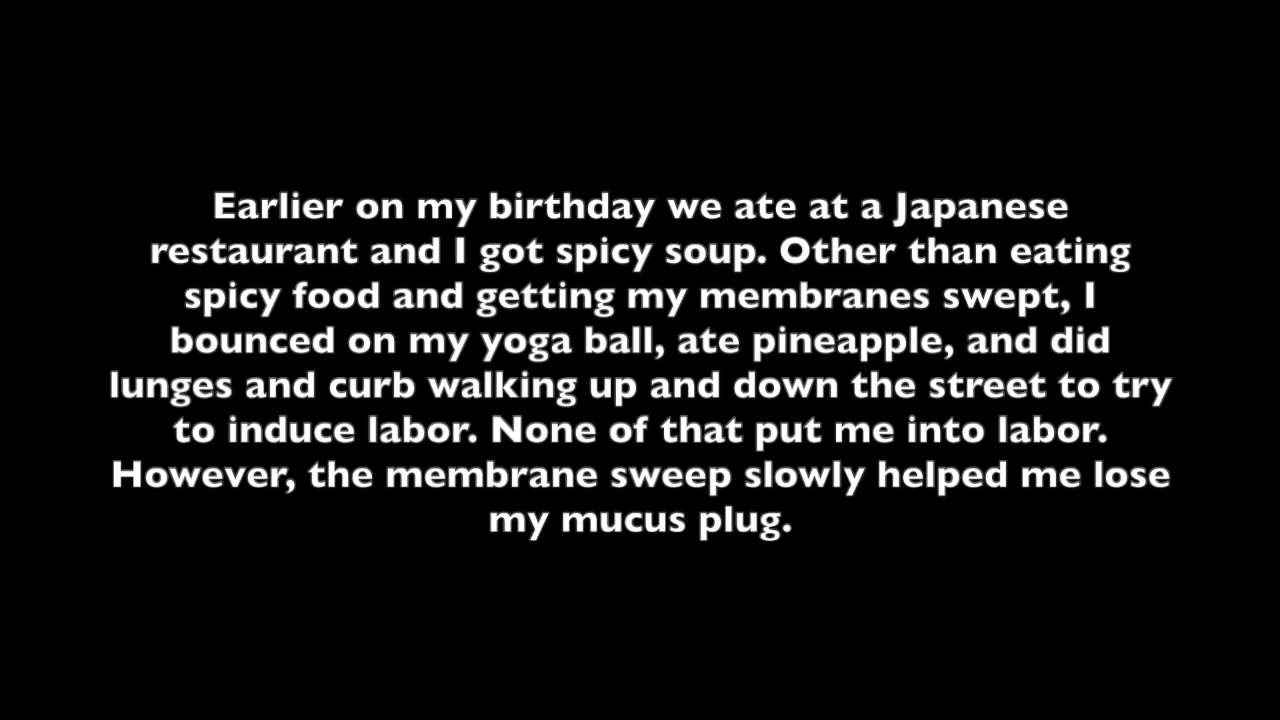 Earlier on my birthday we ate at a Japanese
restaurant and I got spicy soup. Other than eating
spicy food and getting my membranes swept, I
bounced on my yoga ball, ate pineapple, and did
lunges and curb walking up and down the street to try
to induce labor. None of that put me into labor.
However, the membrane sweep slowly helped me lose
my mucus plug.